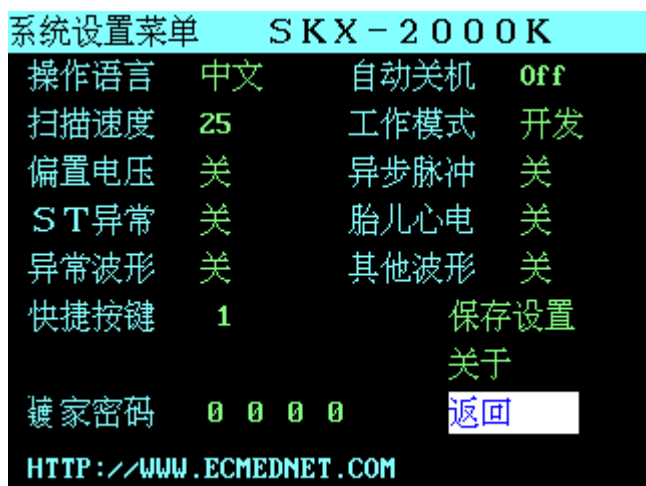 系统设置菜单 SKX-2000K
操作语言 中文 自动关机 Off
扫描速度 25 工作模式 开发
偏置电压 关 异步脉冲 关
ST异常 关 胎儿心电 关
异常波形 关 其他波形 关
快捷按键 1 保存设置
关于
家密码 0 0 0 0 返回
HTTP://WWW.ECMEDNET.COM